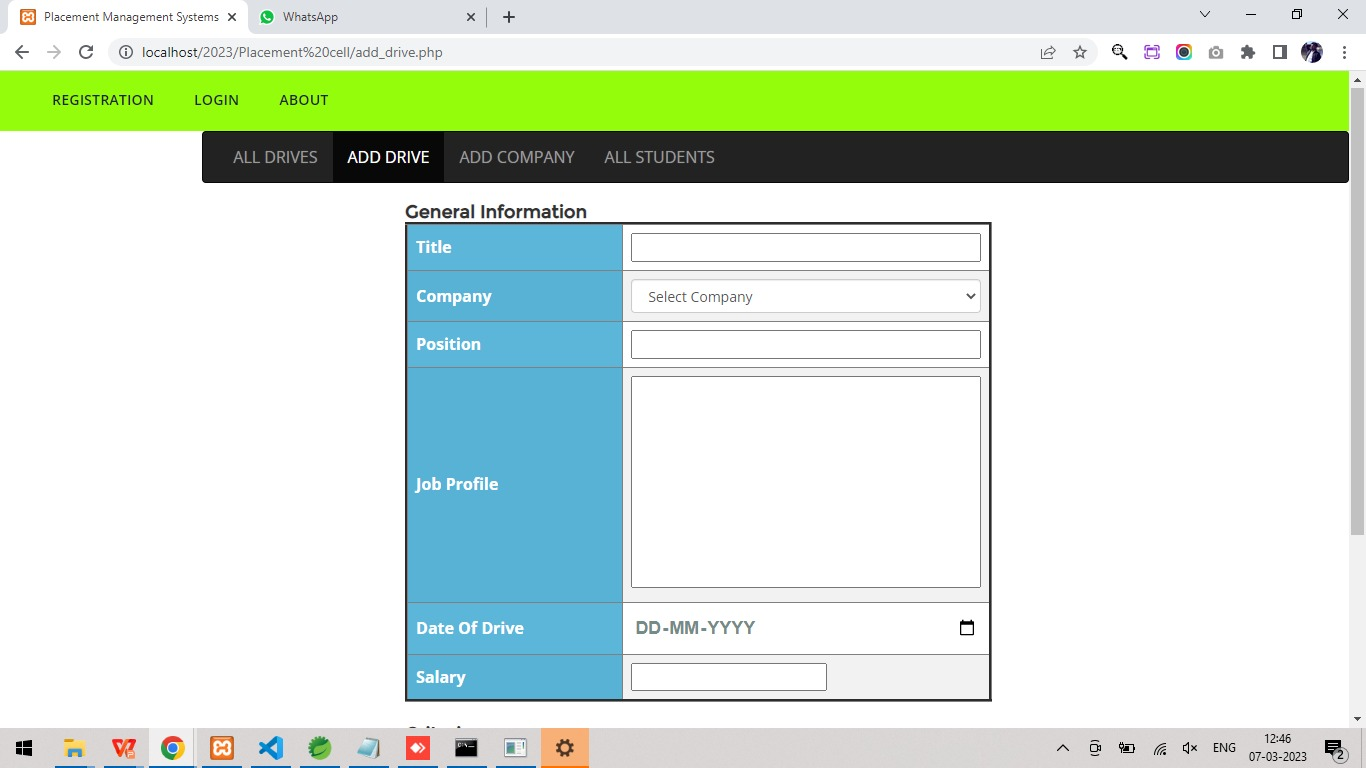 Placement Management Systems
WhatsApp
localhost/2023/Placement%20cell/add_drive.php
REGISTRATION LOGIN ABOUT
ALL DRIVES ADD DRIVE ADD COMPANY ALL STUDENTS
General Information
Title
Company Select Company
Position
Job Profile
Date Of Drive DD-MM-YYYY
Salary
ENG
12:46
07-03-2023
2